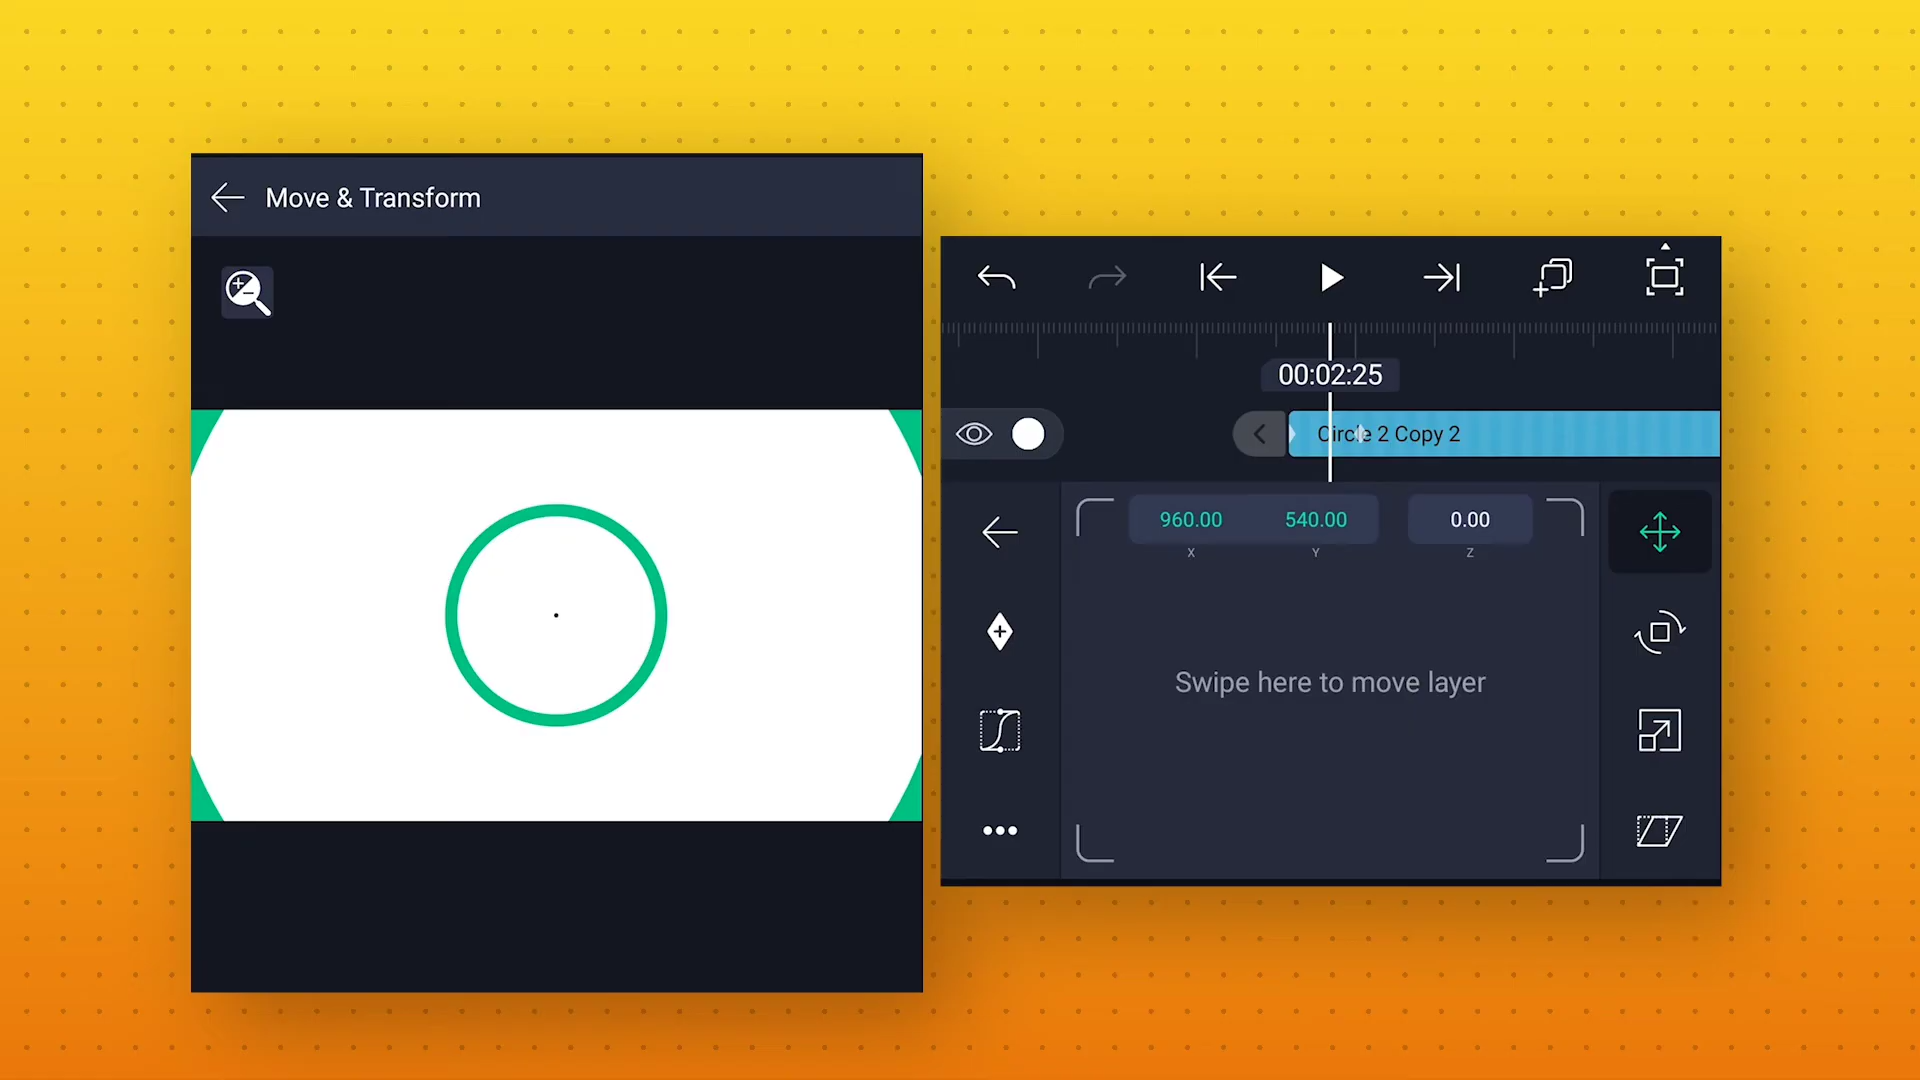 Move & Transform
00:02:25
Circle 2 Copy 2
960.00 540.00 0.00
X Y Z
Swipe here to move layer